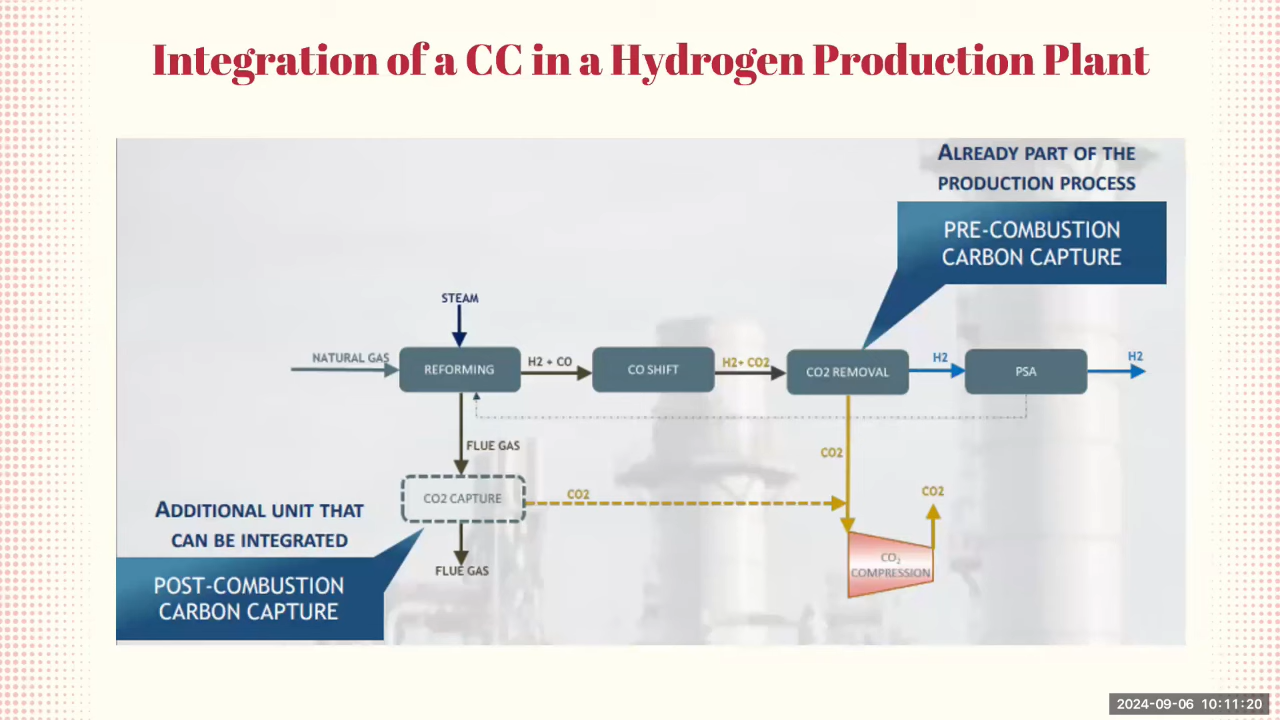 Integration of a CC in a Hydrogen Production Plant
ALREADY PART OF THE
PRODUCTION PROCESS
PRE-COMBUSTION
CARBON CAPTURE
STEAM
NATURAL GAS
REFORMING
H2 + CO
CO SHIFT
H2+ CO2
CO2 REMOVAL
H2
PSA
H2
FLUE GAS
CO2
CO2 CAPTURE
CO2
CO2
ADDITIONAL UNIT THAT
CAN BE INTEGRATED
FLUE GAS
CO₂
COMPRESSION
POST-COMBUSTION
CARBON CAPTURE
2024-09-06 10:11:20